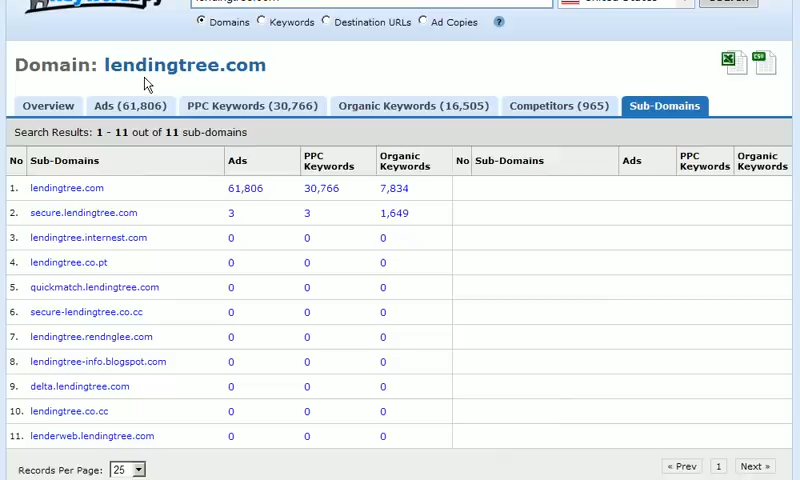 lendingtree.com
United States
Domains Keywords Destination URLs Ad Copies ?
Domain: lendingtree.com
CSV
Overview Ads (61,806) PPC Keywords (30,766) Organic Keywords (16,505) Competitors (965) Sub-Domains
Search Results: 1 - 11 out of 11 sub-domains
No Sub-Domains Ads PPC Keywords Organic Keywords No Sub-Domains Ads PPC Keywords Organic Keywords
1. lendingtree.com 61,806 30,766 7,834
2. secure.lendingtree.com 3 3 1,649
3. lendingtree.internest.com 0 0 0
4. lendingtree.co.pt 0 0 0
5. quickmatch.lendingtree.com 0 0 0
6. secure-lendingtree.co.cc 0 0 0
7. lendingtree.rendnglee.com 0 0 0
8. lendingtree-info.blogspot.com 0 0 0
9. delta.lendingtree.com 0 0 0
10. lendingtree.co.cc 0 0 0
11. lenderweb.lendingtree.com 0 0 0
Records Per Page: 25 « Prev 1 Next »